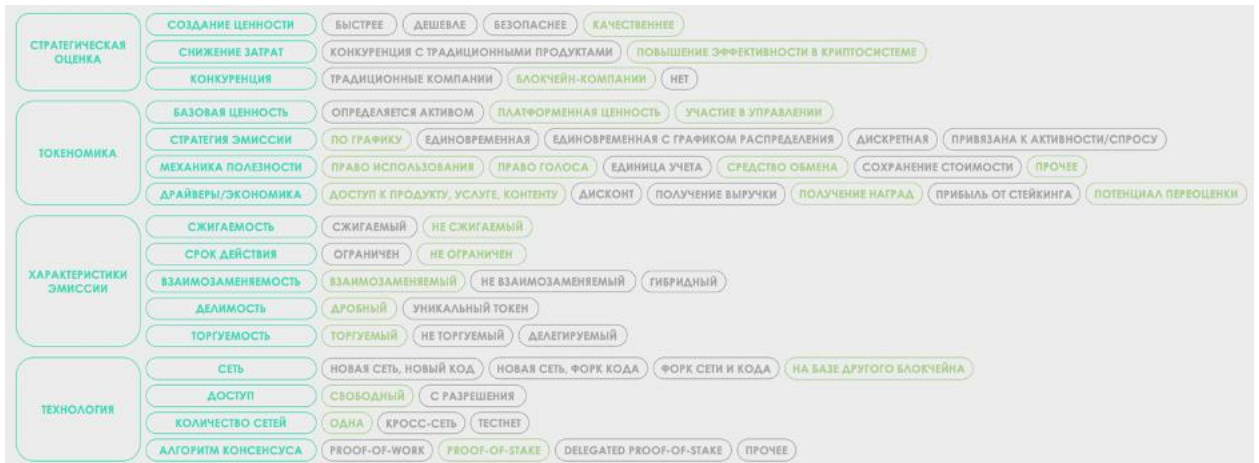 СТРАТЕГИЧЕСКАЯ ОЦЕНКА
СОЗДАНИЕ ЦЕННОСТИ БЫСТРЕЕ ДЕШЕВЛЕ БЕЗОПАСНЕЕ КАЧЕСТВЕННЕЕ
СНИЖЕНИЕ ЗАТРАТ КОНКУРЕНЦИЯ С ТРАДИЦИОННЫМИ ПРОДУКТАМИ ПОВЫШЕНИЕ ЭФФЕКТИВНОСТИ В КРИПТОСИСТЕМЕ
КОНКУРЕНЦИЯ ТРАДИЦИОННЫЕ КОМПАНИИ БЛОКЧЕЙН-КОМПАНИИ НЕТ
ТОКЕНОМИКА
БАЗОВАЯ ЦЕННОСТЬ ОПРЕДЕЛЯЕТСЯ АКТИВОМ ПЛАТФОРМЕННАЯ ЦЕННОСТЬ УЧАСТИЕ В УПРАВЛЕНИИ
СТРАТЕГИЯ ЭМИССИИ ПО ГРАФИКУ ЕДИНОВРЕМЕННАЯ ЕДИНОВРЕМЕННАЯ С ГРАФИКОМ РАСПРЕДЕЛЕНИЯ ДИСКРЕТНАЯ ПРИВЯЗАНА К АКТИВНОСТИ/СПРОСУ
МЕХАНИКА ПОЛЕЗНОСТИ ПРАВО ИСПОЛЬЗОВАНИЯ ПРАВО ГОЛОСА ЕДИНИЦА УЧЕТА СРЕДСТВО ОБМЕНА СОХРАНЕНИЕ СТОИМОСТИ ПРОЧЕЕ
ДРАЙВЕРЫ/ЭКОНОМИКА ДОСТУП К ПРОДУКТУ, УСЛУГЕ, КОНТЕНТУ ДИСКОНТ ПОЛУЧЕНИЕ ВЫРУЧКИ ПОЛУЧЕНИЕ НАГРАД ПРИБЫЛЬ ОТ СТЕЙКИНГА ПОТЕНЦИАЛ ПЕРЕОЦЕНКИ
ХАРАКТЕРИСТИКИ ЭМИССИИ
СЖИГАЕМОСТЬ СЖИГАЕМЫЙ НЕ СЖИГАЕМЫЙ
СРОК ДЕЙСТВИЯ ОГРАНИЧЕН НЕ ОГРАНИЧЕН
ВЗАИМОЗАМЕНЯЕМОСТЬ ВЗАИМОЗАМЕНЯЕМЫЙ НЕ ВЗАИМОЗАМЕНЯЕМЫЙ ГИБРИДНЫЙ
ДЕЛИМОСТЬ ДРОБНЫЙ УНИКАЛЬНЫЙ ТОКЕН
ТОРГУЕМОСТЬ ТОРГУЕМЫЙ НЕ ТОРГУЕМЫЙ ДЕЛЕГИРУЕМЫЙ
ТЕХНОЛОГИЯ
СЕТЬ НОВАЯ СЕТЬ, НОВЫЙ КОД НОВАЯ СЕТЬ, ФОРК КОДА ФОРК СЕТИ И КОДА НА БАЗЕ ДРУГОГО БЛОКЧЕЙНА
ДОСТУП СВОБОДНЫЙ С РАЗРЕШЕНИЯ
КОЛИЧЕСТВО СЕТЕЙ ОДНА КРОСС-СЕТЬ ТЕСТНЕТ
АЛГОРИТМ КОНСЕНСУСА PROOF-OF-WORK PROOF-OF-STAKE DELEGATED PROOF-OF-STAKE ПРОЧЕЕ